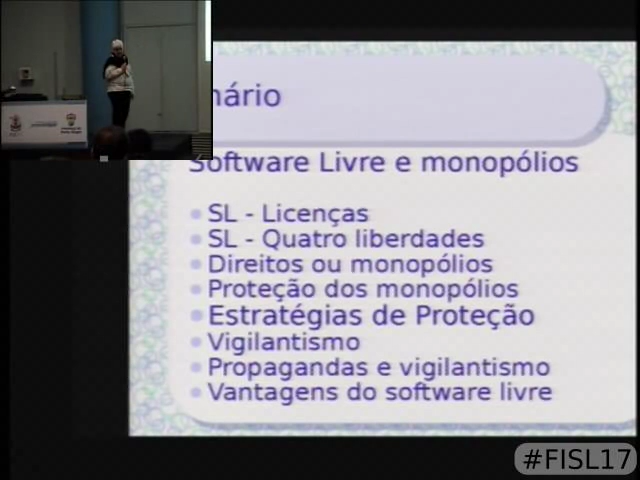 nário
Software Livre e monopólios
SL - Licenças
SL - Quatro liberdades
Direitos ou monopólios
Proteção dos monopólios
Estratégias de Proteção
Vigilantismo
Propagandas e vigilantismo
Vantagens do software livre
#FISL17